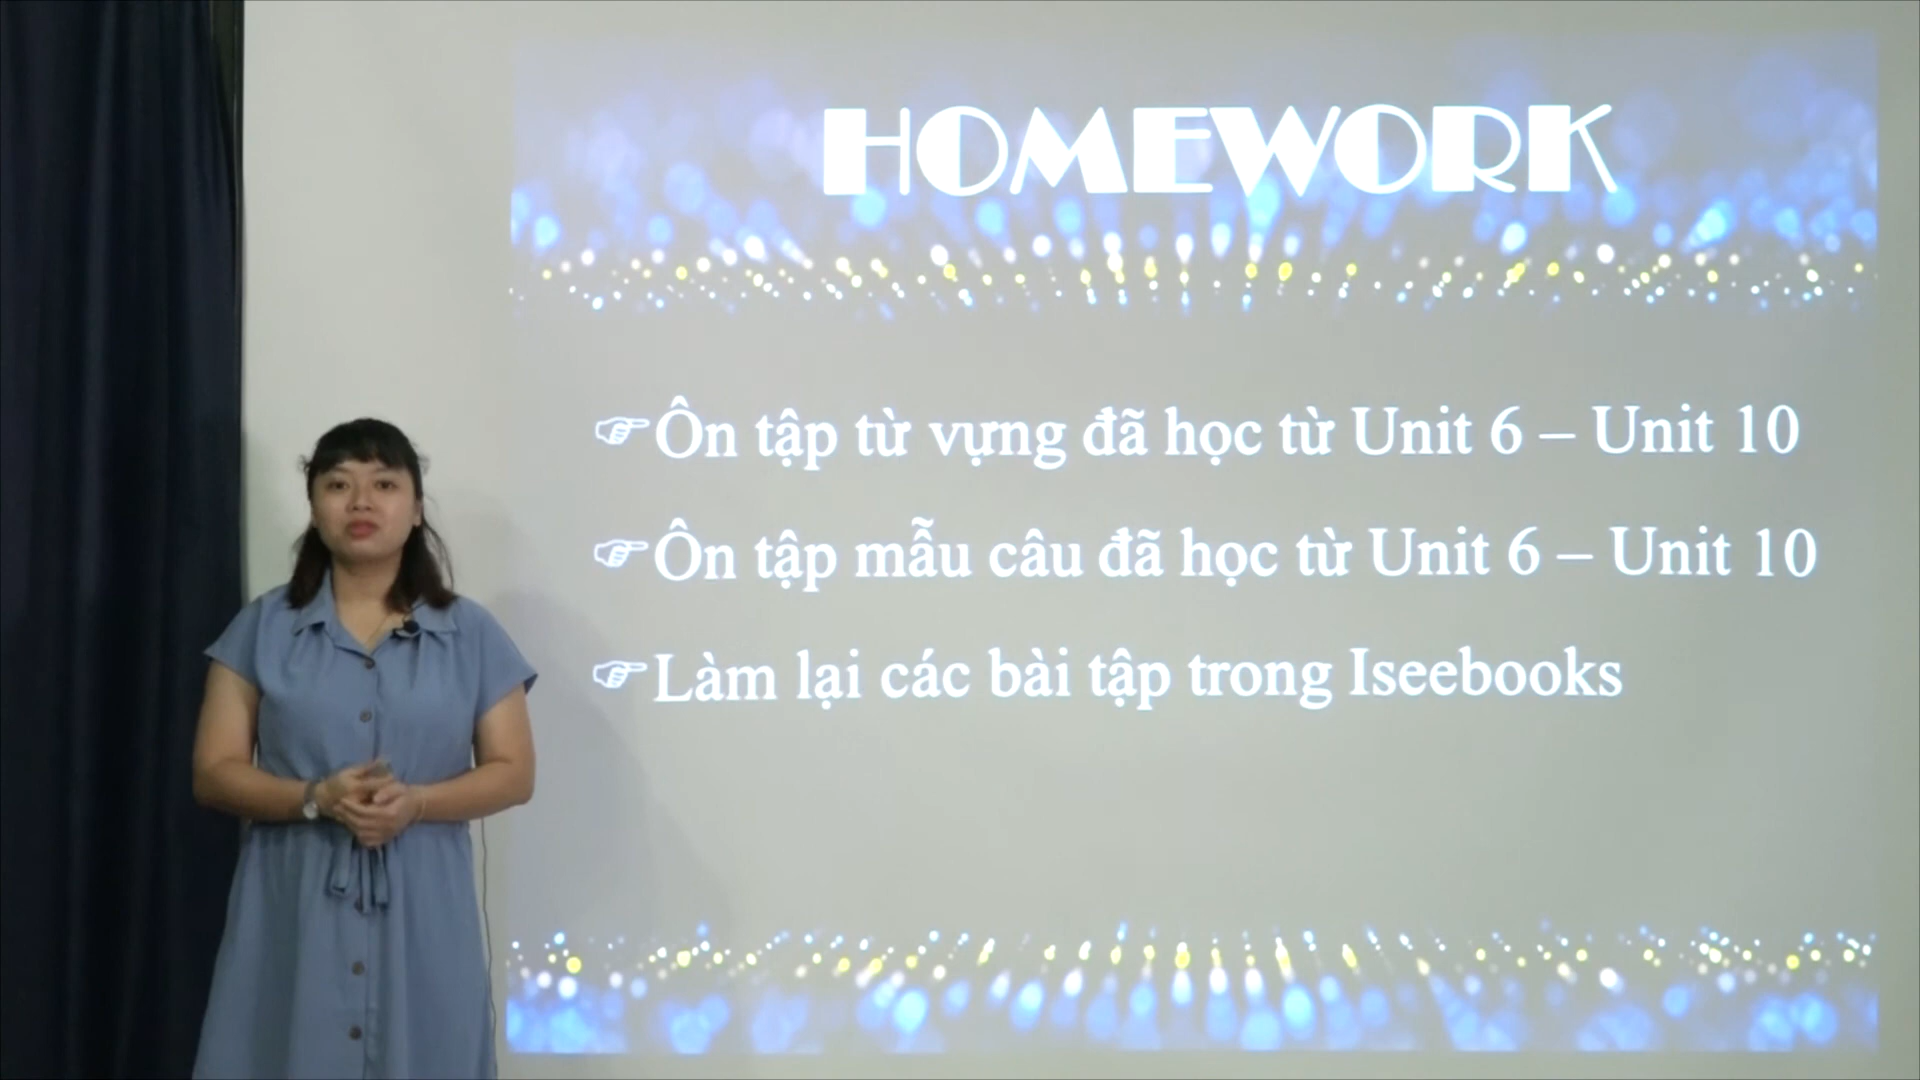 HOMEWORK
Ôn tập từ vựng đã học từ Unit 6 – Unit 10
Ôn tập mẫu câu đã học từ Unit 6 – Unit 10
Làm lại các bài tập trong Iseebooks